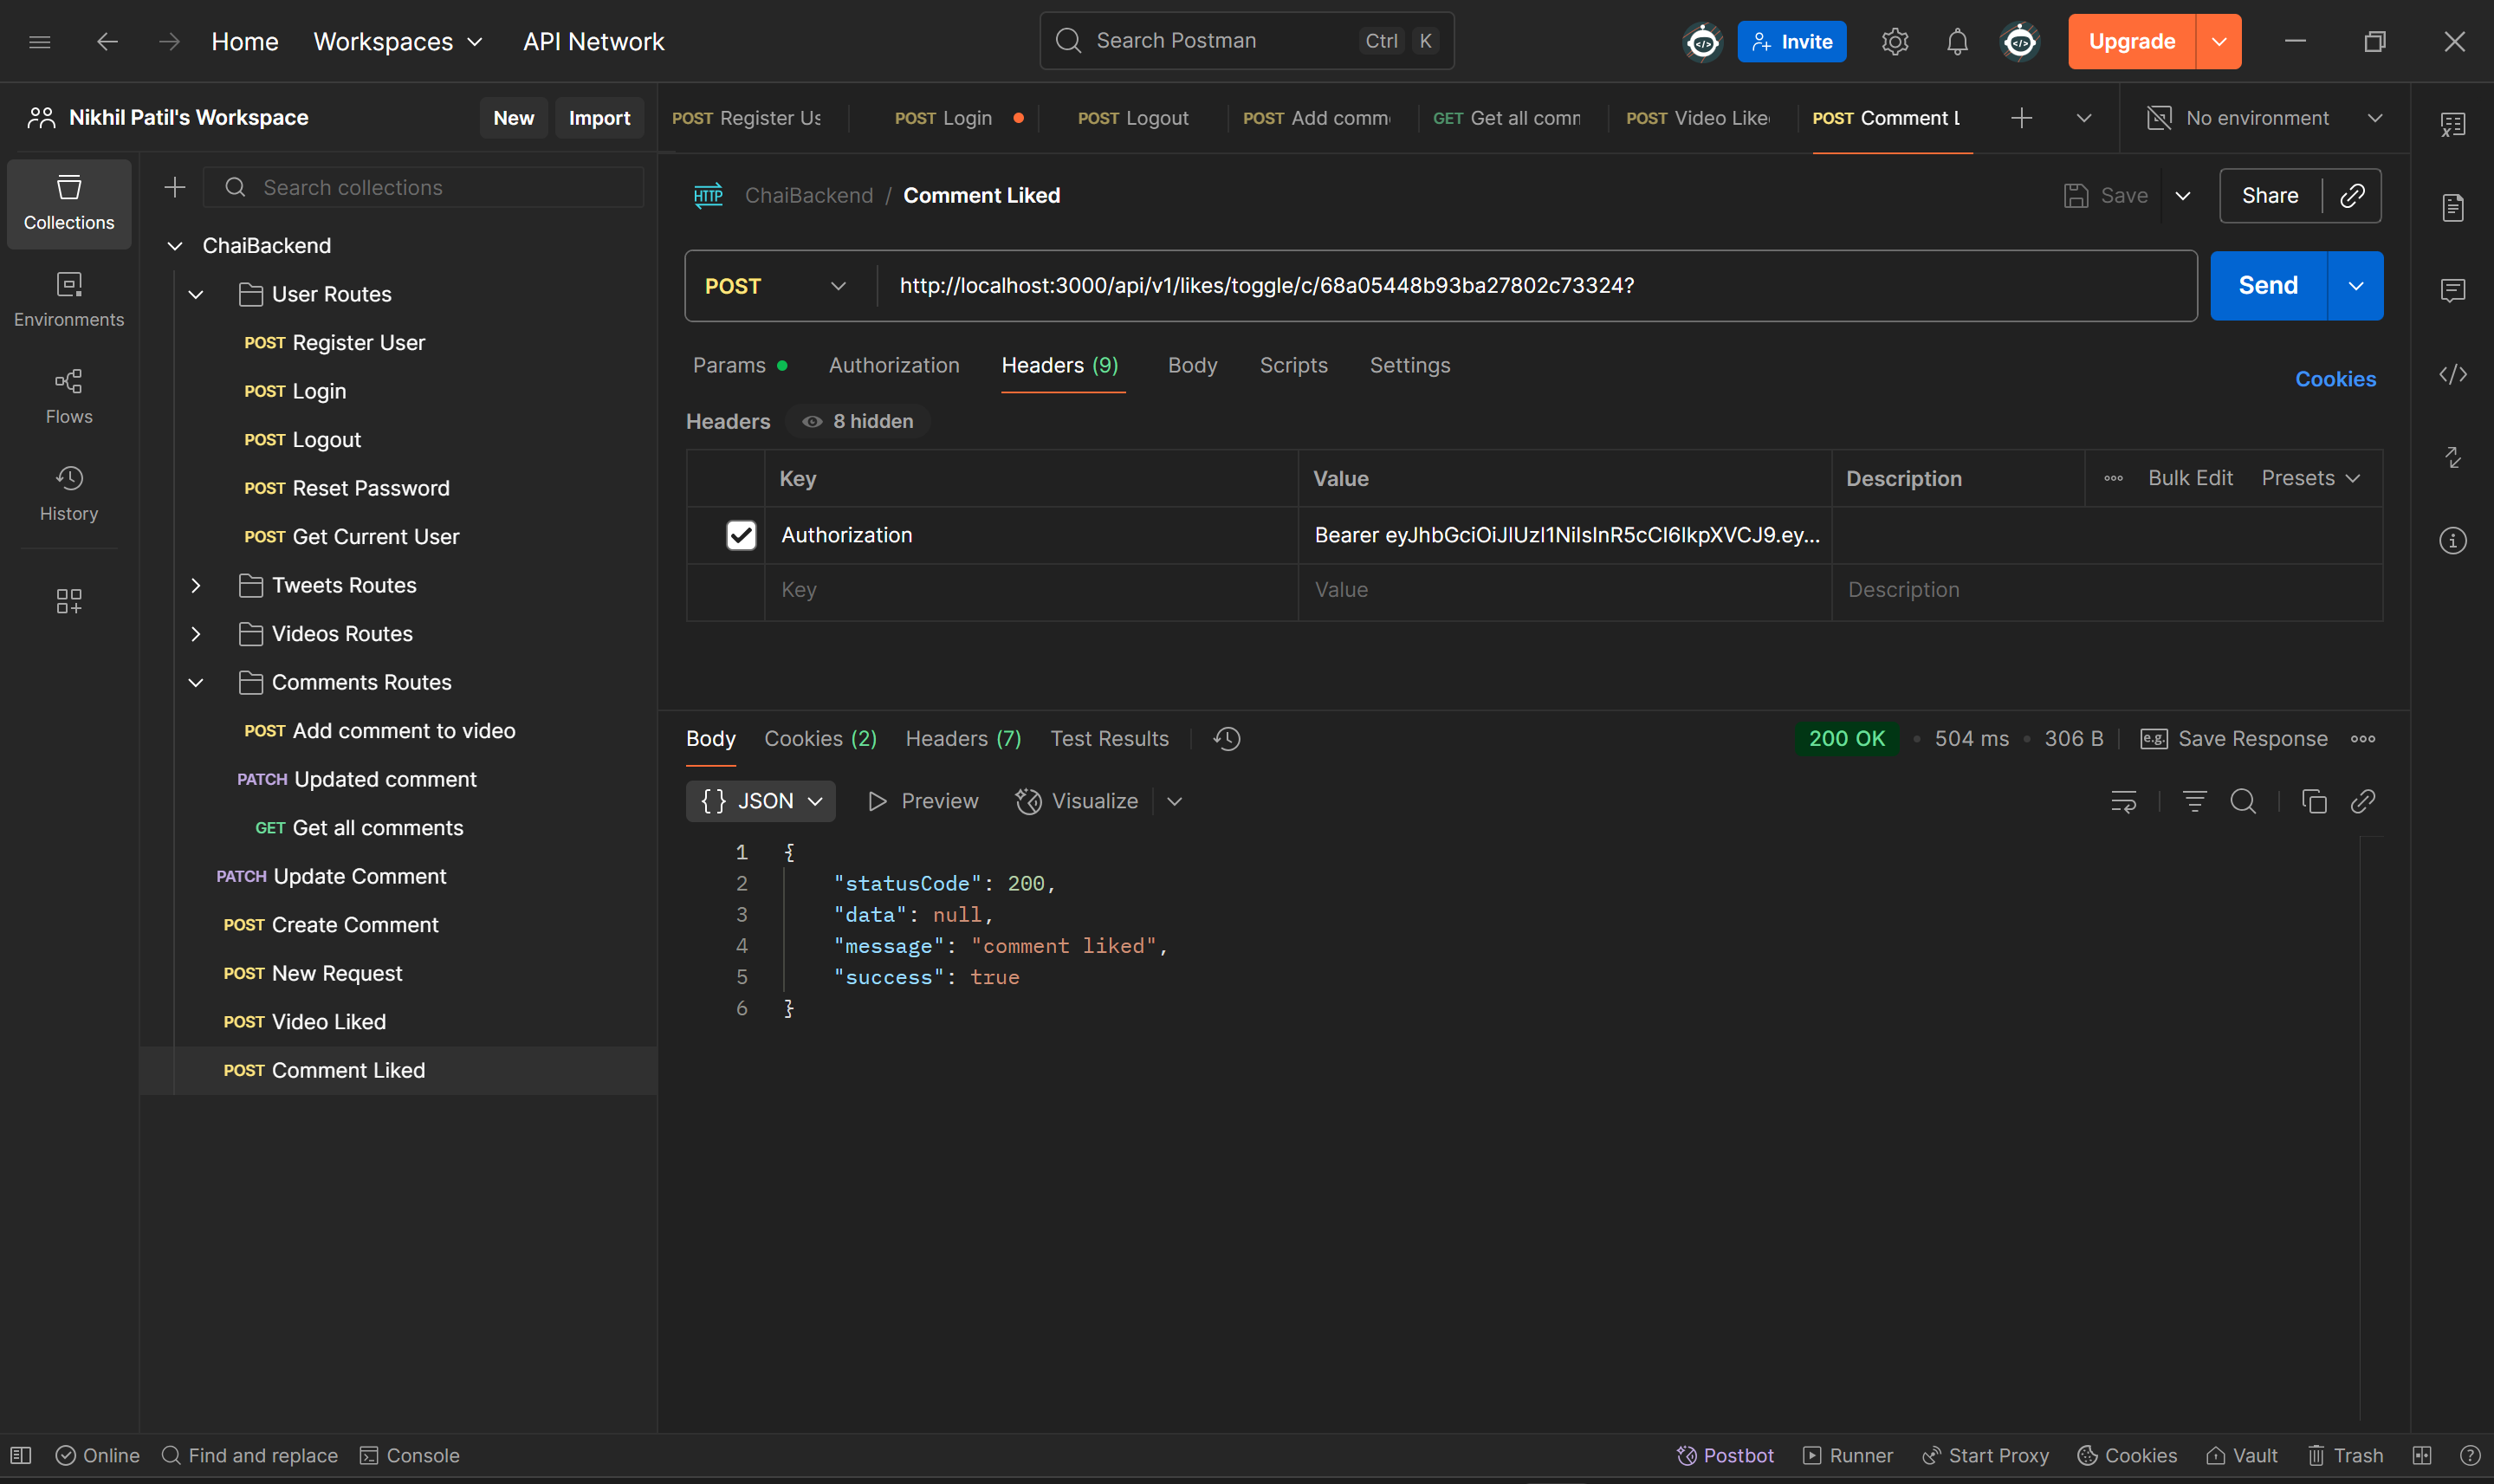 Home Workspaces API Network Search Postman Ctrl K Invite Upgrade
Nikhil Patil's Workspace New Import
POST Register Us POST Login POST Logout POST Add comm GET Get all comm POST Video Like POST Comment L No environment
Collections
Environments
Flows
History
Search collections
ChaiBackend
User Routes
POST Register User
POST Login
POST Logout
POST Reset Password
POST Get Current User
Tweets Routes
Videos Routes
Comments Routes
POST Add comment to video
PATCH Updated comment
GET Get all comments
PATCH Update Comment
POST Create Comment
POST New Request
POST Video Liked
POST Comment Liked
HTTP ChaiBackend / Comment Liked Save Share
POST http://localhost:3000/api/v1/likes/toggle/c/68a05448b93ba27802c73324? Send
Params Authorization Headers (9) Body Scripts Settings Cookies
Headers 8 hidden
Key Value Description Bulk Edit Presets
Authorization Bearer eyJhbGciOiJIUzI1NiIsInR5cCI6IkpXVCJ9.ey...
Key Value Description
Body Cookies (2) Headers (7) Test Results 200 OK 504 ms 306 B e.g. Save Response
{} JSON Preview Visualize
1 {
2 "statusCode": 200,
3 "data": null,
4 "message": "comment liked",
5 "success": true
6 }
Online Find and replace Console Postbot Runner Start Proxy Cookies Vault Trash